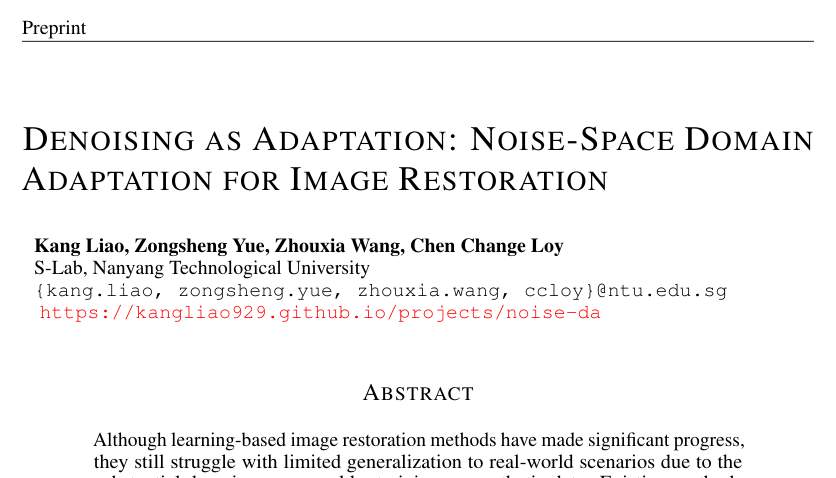 Preprint
DENOISING AS ADAPTATION: NOISE-SPACE DOMAIN
ADAPTATION FOR IMAGE RESTORATION
Kang Liao, Zongsheng Yue, Zhouxia Wang, Chen Change Loy
S-Lab, Nanyang Technological University
{kang.liao, zongsheng.yue, zhouxia.wang, ccloy}@ntu.edu.sg
https://kangliao929.github.io/projects/noise-da
ABSTRACT
Although learning-based image restoration methods have made significant progress,
they still struggle with limited generalization to real-world scenarios due to the